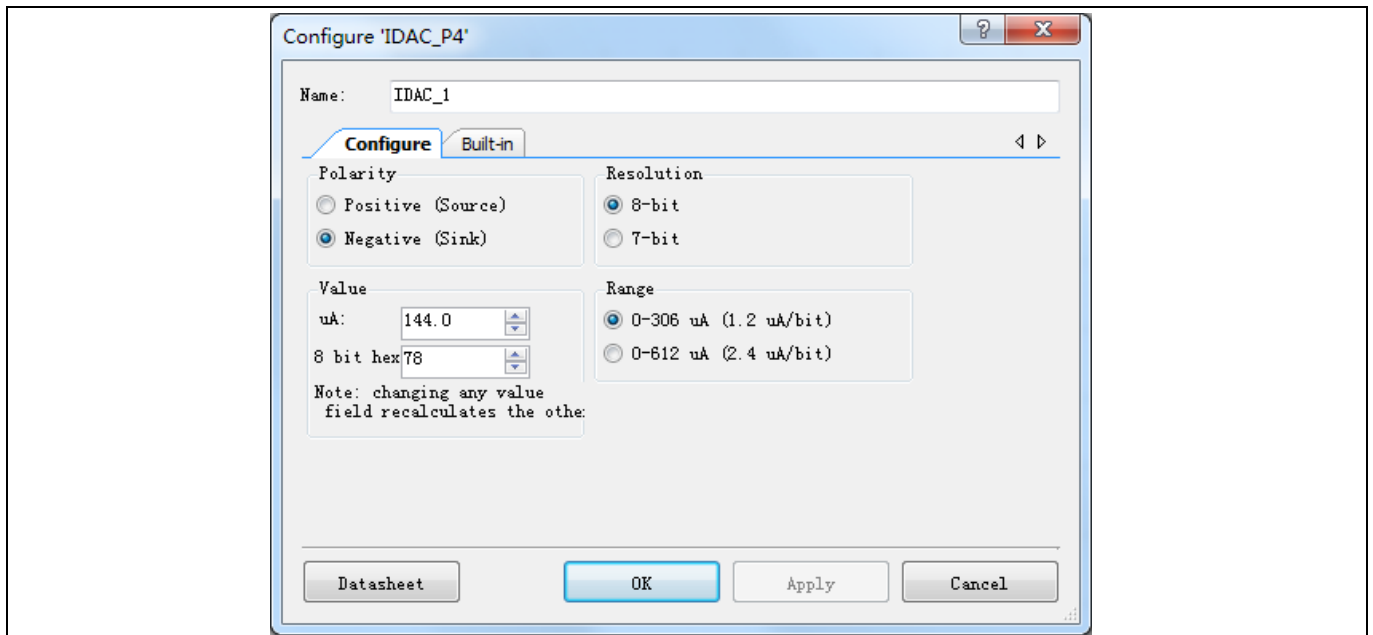 Configure 'IDAC_P4'
Name: IDAC_1
Configure Built-in
Polarity
Positive (Source)
Negative (Sink)
Resolution
8-bit
7-bit
Value
uA: 144.0
8 bit hex 78
Note: changing any value
field recalculates the othe
Range
0-306 uA (1.2 uA/bit)
0-612 uA (2.4 uA/bit)
Datasheet OK Apply Cancel